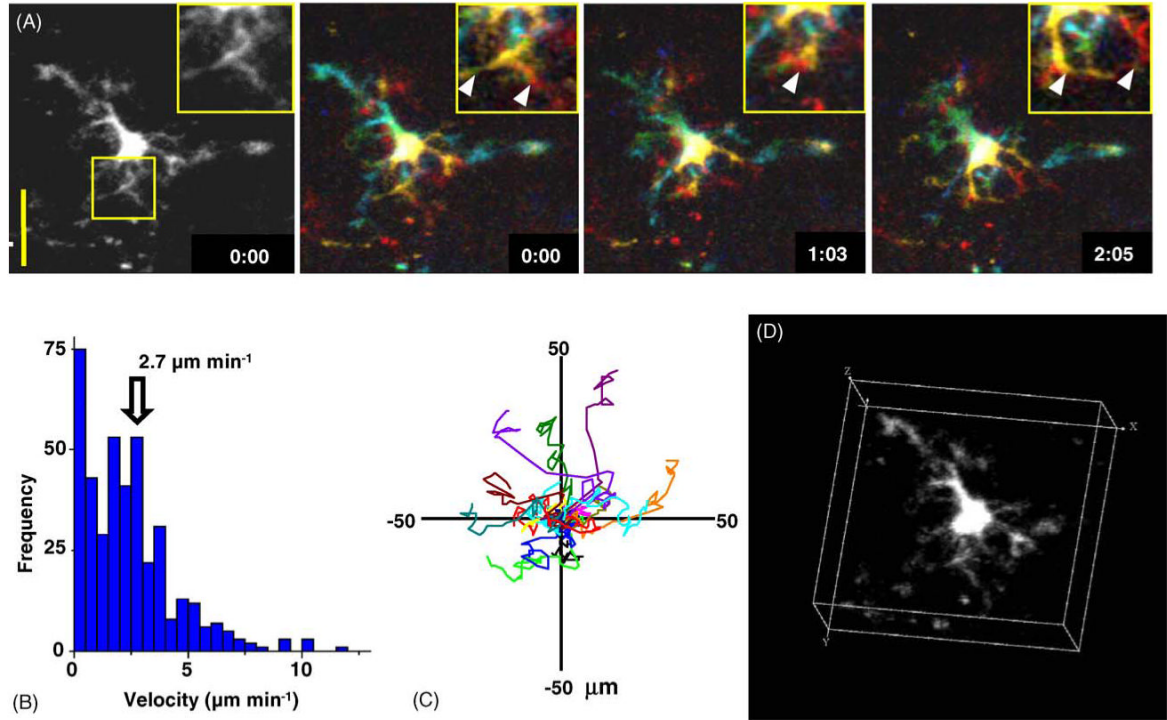 (A)
0:00
0:00
1:03
2:05
75
50
25
0
Frequency
2.7 µm min⁻¹
0
5
10
Velocity (µm min⁻¹)
(B)
50
-50
50
-50 µm
(C)
(D)
Z
X
Y